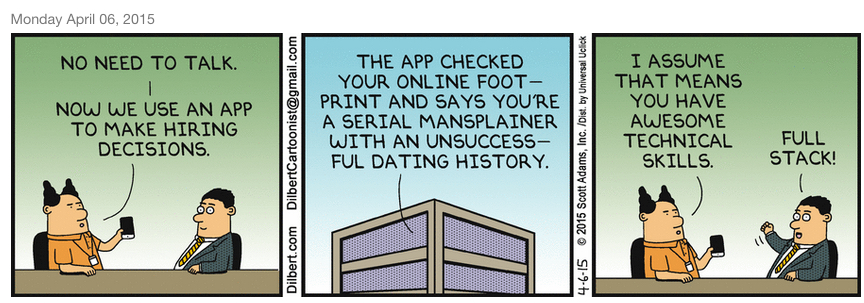 Monday April 06, 2015
NO NEED TO TALK.
NOW WE USE AN APP
TO MAKE HIRING
DECISIONS.
Dilbert.com DilbertCartoonist@gmail.com
THE APP CHECKED
YOUR ONLINE FOOT-
PRINT AND SAYS YOU'RE
A SERIAL MANSPLAINER
WITH AN UNSUCCESS-
FUL DATING HISTORY.
4-6-15 © 2015 Scott Adams, Inc. /Dist. by Universal Uclick
I ASSUME
THAT MEANS
YOU HAVE
AWESOME
TECHNICAL
SKILLS.
FULL
STACK!